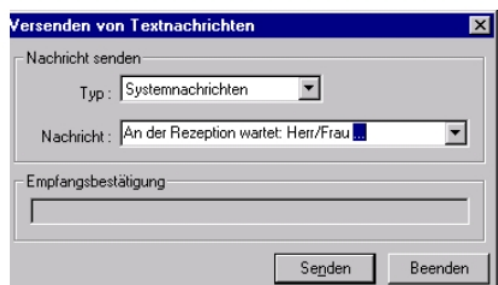 Versenden von Textnachrichten
Nachricht senden
Typ : Systemnachrichten
Nachricht : An der Rezeption wartet: Herr/Frau ...
Empfangsbestätigung
Senden Beenden